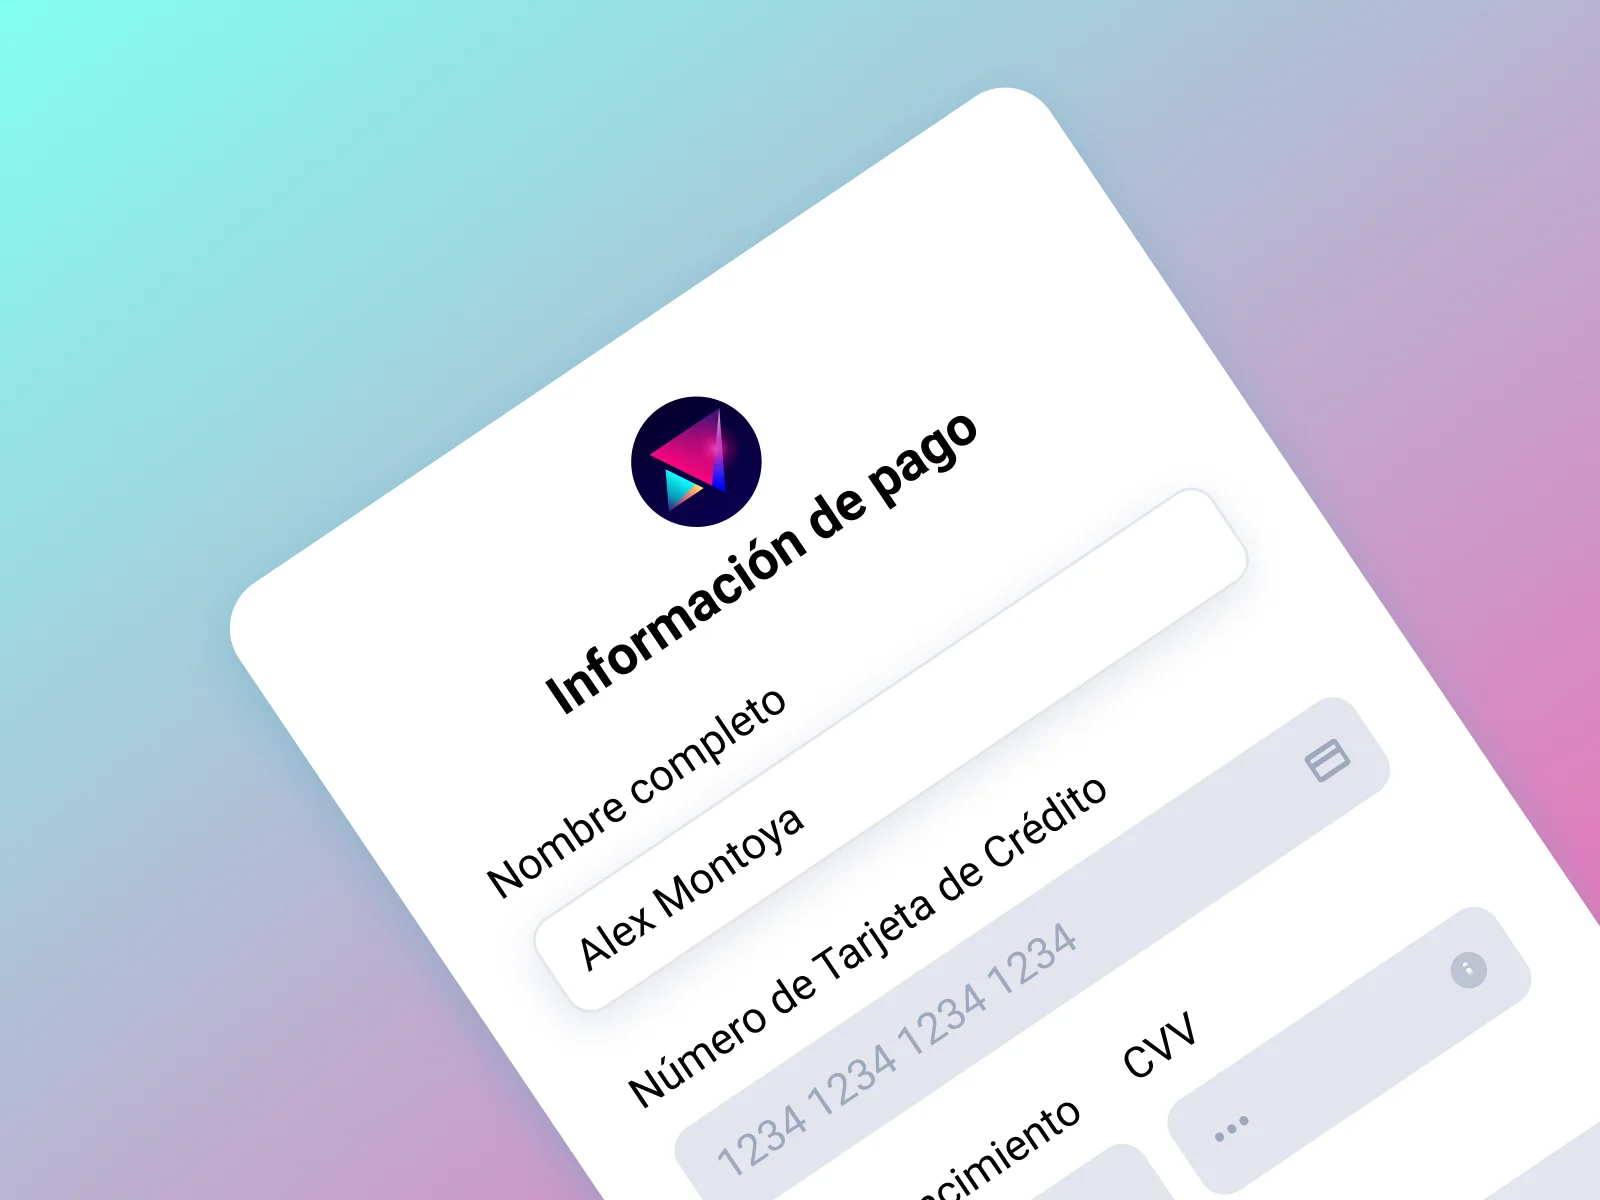 Información de pago
Nombre completo
Alex Montoya
Número de Tarjeta de Crédito
1234 1234 1234 1234
CVV
•••